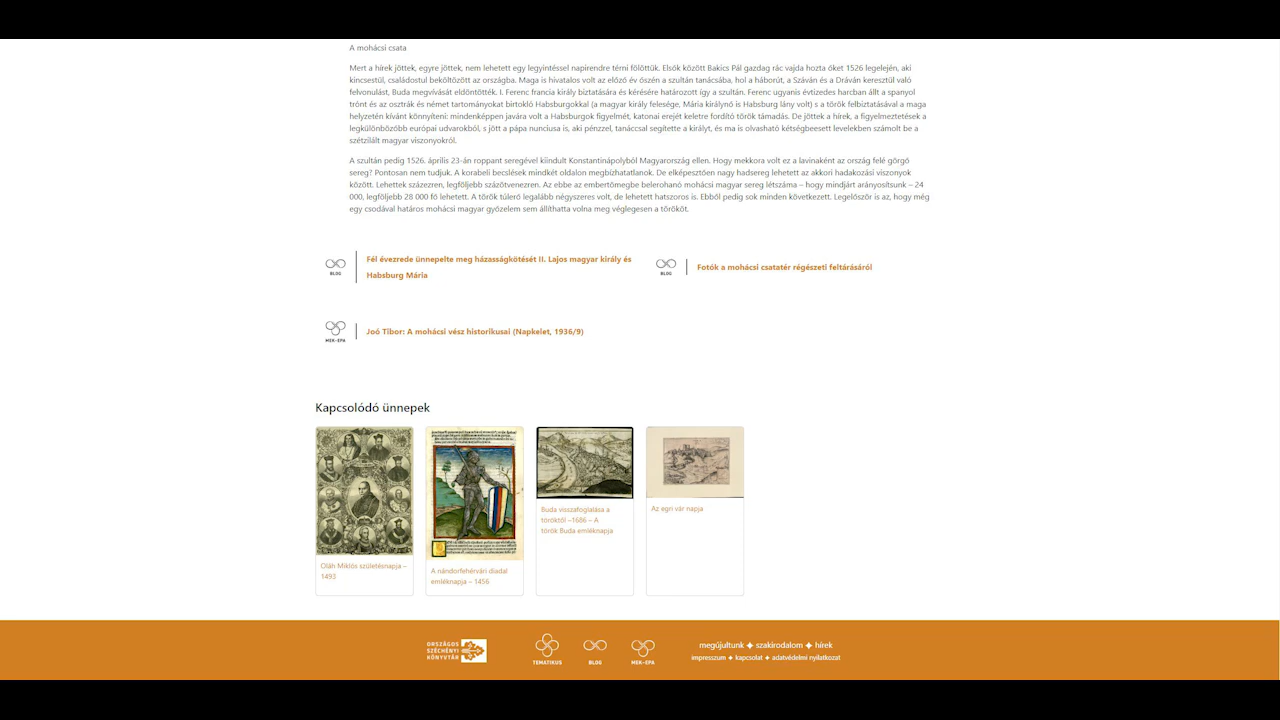 A mohácsi csata
Mert a hírek jöttek, egyre jöttek, nem lehetett egy legyintéssel napirendre térni fölöttük. Elsők között Bakics Pál gazdag rác vajda hozta őket 1526 legelején, aki
kincsestül, családostul beköltözött az országba. Maga is hivatalos volt az előző év őszén a szultán tanácsába, hol a háborút, a Száván és a Dráván keresztül való
felvonulást, Buda megvívását eldöntötték. I. Ferenc francia király biztatására és kérésére határozott így a szultán. Ferenc ugyanis évtizedes harcban állt a spanyol
trónt és az osztrák és német tartományokat birtokló Habsburgokkal (a magyar király felesége, Mária királynő is Habsburg lány volt) s a török felbiztatásával a maga
helyzetén kívánt könnyíteni: mindenképpen javára volt a Habsburgok figyelmét, katonai erejét keletre fordító török támadás. De jöttek a hírek, a figyelmeztetések a
legkülönbözőbb európai udvarokból, s jött a pápa nunciusa is, aki pénzzel, tanáccsal segítette a királyt, és ma is olvasható kétségbeesett levelekben számolt be a
szétzilált magyar viszonyokról.
A szultán pedig 1526. április 23-án roppant seregével kiindult Konstantinápolyból Magyarország ellen. Hogy mekkora volt ez a lavinaként az ország felé görgő
sereg? Pontosan nem tudjuk. A korabeli becslések mindkét oldalon megbízhatatlanok. De elképesztően nagy hadsereg lehetett az akkori hadakozási viszonyok
között. Lehettek százezren, legföljebb százötvenezren. Az ebbe az embertömegbe belerohanó mohácsi magyar sereg létszáma – hogy mindjárt arányosítsunk – 24
000, legföljebb 28 000 fő lehetett. A török túlerő legalább négyszeres volt, de lehetett hatszoros is. Ebből pedig sok minden következett. Legelőször is az, hogy még
egy csodával határos mohácsi magyar győzelem sem állíthatta volna meg véglegesen a törököt.
BLOG
Fél évezrede ünnepelte meg házasságkötését II. Lajos magyar király és
Habsburg Mária
BLOG
Fotók a mohácsi csatatér régészeti feltárásáról
MEK-EPA
Joó Tibor: A mohácsi vész historikusai (Napkelet, 1936/9)
Kapcsolódó ünnepek
Oláh Miklós születésnapja –
1493
A nándorfehérvári diadal
emléknapja – 1456
Buda visszafoglalása a
töröktől –1686 – A
török Buda emléknapja
Az egri vár napja
ORSZÁGOS
SZÉCHÉNYI
KÖNYVTÁR
TEMATIKUS
BLOG
MEK-EPA
megújultunk ✦ szakirodalom ✦ hírek
impresszum ✦ kapcsolat ✦ adatvédelmi nyilatkozat